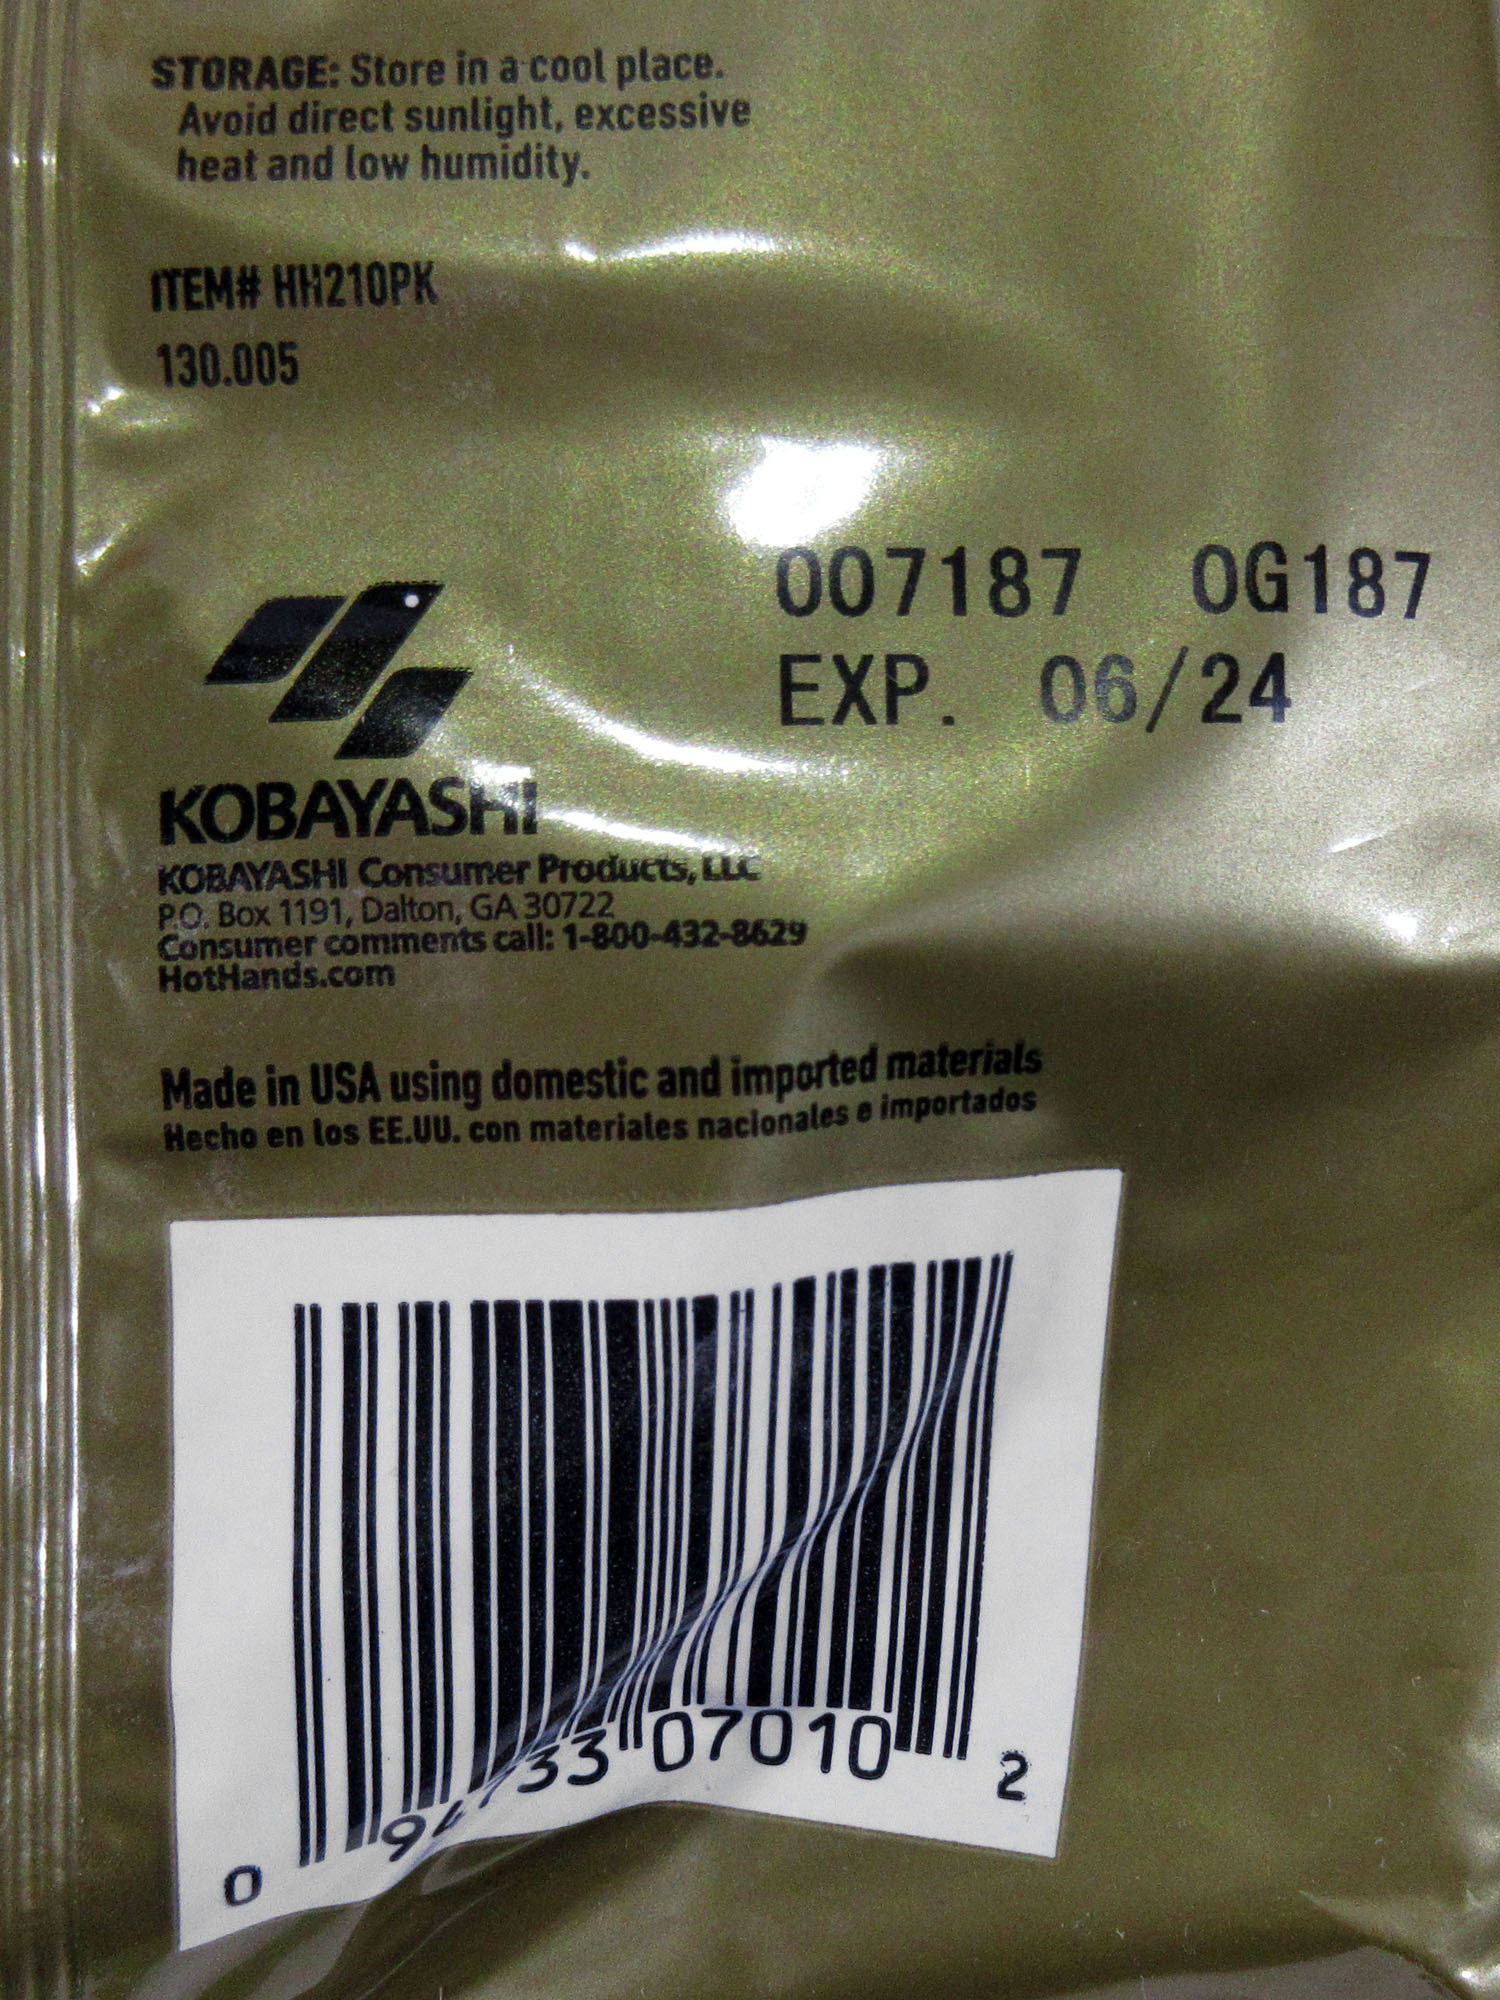 STORAGE: Store in a cool place.
Avoid direct sunlight, excessive
heat and low humidity.
ITEM# HH210PK
130.005
007187 0G187
EXP. 06/24
KOBAYASHI
KOBAYASHI Consumer Products, LLC
P.O. Box 1191, Dalton, GA 30722
Consumer comments call: 1-800-432-8629
HotHands.com
Made in USA using domestic and imported materials
Hecho en los EE.UU. con materiales nacionales e importados
0 94733 07010 2